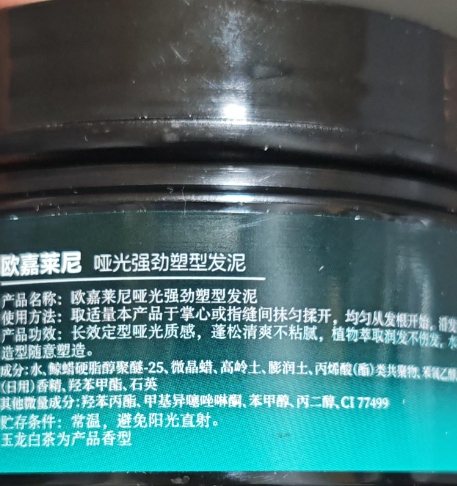 欧嘉莱尼 哑光强劲塑型发泥
产品名称：欧嘉莱尼哑光强劲塑型发泥
使用方法：取适量本产品于掌心或指缝间抹匀揉开，均匀从发根开始，
产品功效：长效定型哑光质感，蓬松清爽不粘腻，植物萃取润发不伤发，
造型随意塑造。
成分：水、鲸蜡硬脂醇聚醚-25、微晶蜡、高岭土、膨润土、丙烯酸(酯)类共聚物、苯氧乙醇、
(日用)香精、羟苯甲酯、石英
其他微量成分：羟苯丙酯、甲基异噻唑啉酮、苯甲醇、丙二醇、CI 77499
贮存条件：常温，避免阳光直射。
玉龙白茶为产品香型